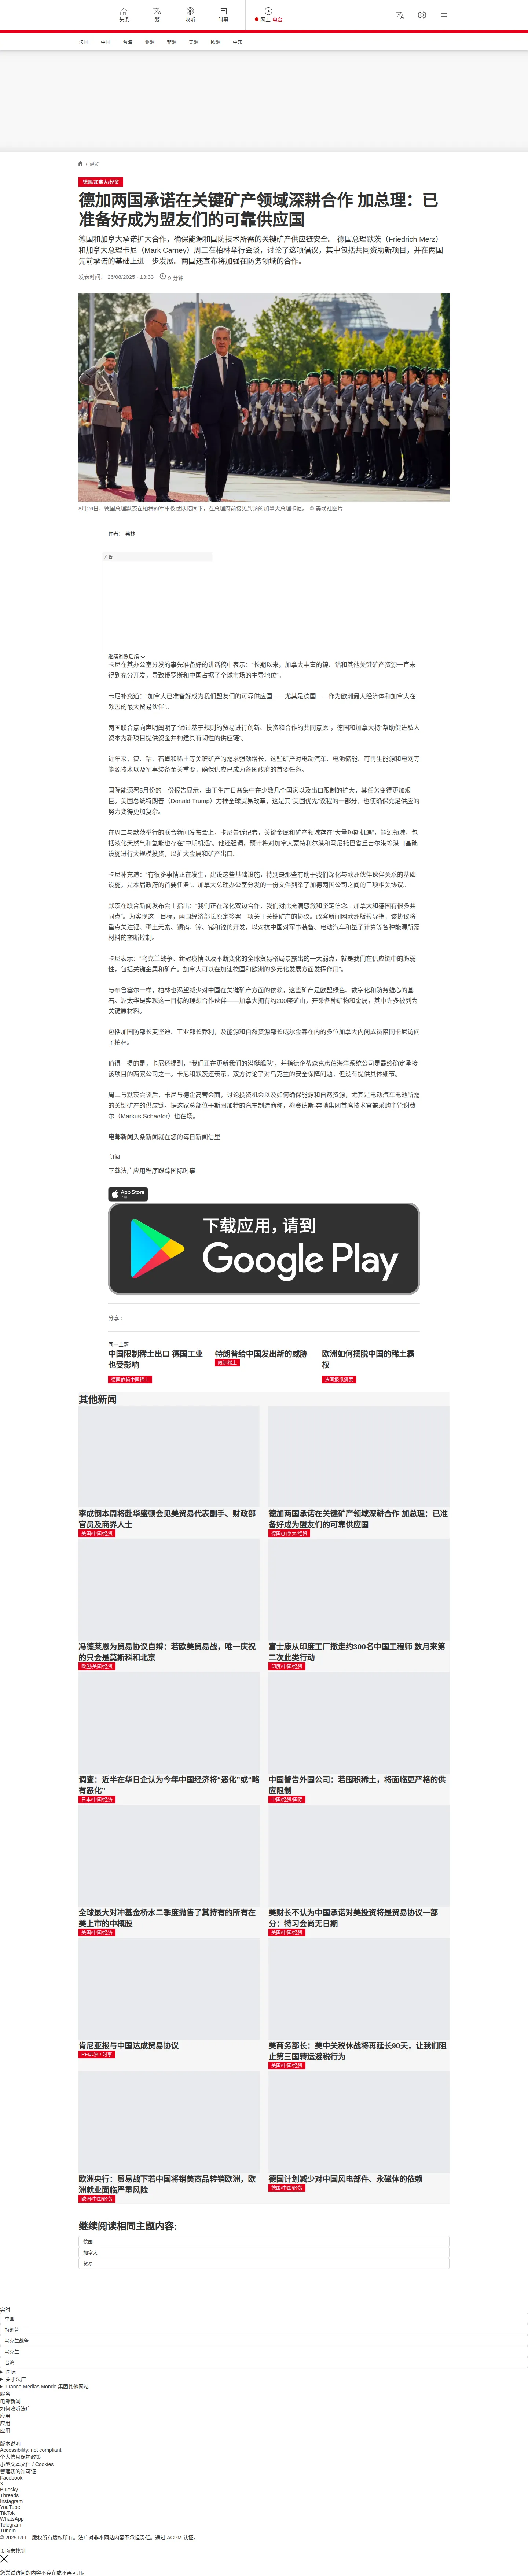 头条
繁
收听
时事
网上 电台
法国
中国
台海
亚洲
非洲
美洲
欧洲
中东
/ 经贸
德国/加拿大/经贸
德加两国承诺在关键矿产领域深耕合作 加总理：已
准备好成为盟友们的可靠供应国
德国和加拿大承诺扩大合作，确保能源和国防技术所需的关键矿产供应链安全。 德国总理默茨（Friedrich Merz）
和加拿大总理卡尼（Mark Carney）周二在柏林举行会谈，讨论了这项倡议，其中包括共同资助新项目，并在两国
先前承诺的基础上进一步发展。两国还宣布将加强在防务领域的合作。
发表时间： 26/08/2025 - 13:33 9 分钟
8月26日，德国总理默茨在柏林的军事仪仗队陪同下，在总理府前接见到访的加拿大总理卡尼。 © 美联社图片
作者： 弗林
广告
继续浏览后续
卡尼在其办公室分发的事先准备好的讲话稿中表示：“长期以来，加拿大丰富的镍、钴和其他关键矿产资源一直未
得到充分开发，导致俄罗斯和中国占据了全球市场的主导地位”。
卡尼补充道：“加拿大已准备好成为我们盟友们的可靠供应国——尤其是德国——作为欧洲最大经济体和加拿大在
欧盟的最大贸易伙伴”。
两国联合意向声明阐明了“通过基于规则的贸易进行创新、投资和合作的共同意愿”。德国和加拿大将“帮助促进私人
资本为新项目提供资金并构建具有韧性的供应链”。
近年来，镍、钴、石墨和稀土等关键矿产的需求强劲增长，这些矿产对电动汽车、电池储能、可再生能源和电网等
能源技术以及军事装备至关重要，确保供应已成为各国政府的首要任务。
国际能源署5月份的一份报告显示，由于生产日益集中在少数几个国家以及出口限制的扩大，其任务变得更加艰
巨。美国总统特朗普（Donald Trump）力推全球贸易改革，这是其“美国优先”议程的一部分，也使确保充足供应的
努力变得更加复杂。
在周二与默茨举行的联合新闻发布会上，卡尼告诉记者，关键金属和矿产领域存在“大量短期机遇”，能源领域，包
括液化天然气和氢能也存在“中期机遇”。他还强调，预计将对加拿大蒙特利尔港和马尼托巴省丘吉尔港等港口基础
设施进行大规模投资，以扩大金属和矿产出口。
卡尼补充道：“有很多事情正在发生，建设这些基础设施，特别是那些有助于我们深化与欧洲伙伴伙伴关系的基础
设施，是本届政府的首要任务”。加拿大总理办公室分发的一份文件列举了加德两国公司之间的三项相关协议。
默茨在联合新闻发布会上指出：“我们正在深化双边合作，我们对此充满感激和坚定信念。加拿大和德国有很多共
同点”。为实现这一目标，两国经济部长原定签署一项关于关键矿产的协议。政客新闻网欧洲版报导指，该协议将
重点关注锂、稀土元素、铜钨、镓、锗和镍的开发，以对抗中国对军事装备、电动汽车和量子计算等各种能源所需
材料的垄断控制。
卡尼表示：“乌克兰战争、新冠疫情以及不断变化的全球贸易格局暴露出的一大弱点，就是我们在供应链中的脆弱
性，包括关键金属和矿产。加拿大可以在加速德国和欧洲的多元化发展方面发挥作用”。
与布鲁塞尔一样，柏林也渴望减少对中国在关键矿产方面的依赖，这些矿产是欧盟绿色、数字化和防务雄心的基
石。渥太华是实现这一目标的理想合作伙伴——加拿大拥有约200座矿山，开采各种矿物和金属，其中许多被列为
关键原材料。
包括加国防部长麦坚迪、工业部长乔利，及能源和自然资源部长威尔金森在内的多位加拿大内阁成员陪同卡尼访问
了柏林。
值得一提的是，卡尼还提到，“我们正在更新我们的潜艇舰队”，并指德企蒂森克虏伯海洋系统公司是最终确定承接
该项目的两家公司之一。卡尼和默茨还表示，双方讨论了对乌克兰的安全保障问题，但没有提供具体细节。
周二与默茨会谈后，卡尼与德企高管会面，讨论投资机会以及如何确保能源和自然资源，尤其是电动汽车电池所需
的关键矿产的供应链。据这家总部位于斯图加特的汽车制造商称，梅赛德斯-奔驰集团首席技术官兼采购主管谢费
尔（Markus Schaefer）也在场。
电邮新闻头条新闻就在您的每日新闻信里
订阅
下载法广应用程序跟踪国际时事
App Store
下载
下载应用，请到
Google Play
分享 :
同一主题
中国限制稀土出口 德国工业
也受影响
德国依赖中国稀土
特朗普给中国发出新的威胁
限制稀土
欧洲如何摆脱中国的稀土霸
权
法国报纸摘要
其他新闻
李成钢本周将赴华盛顿会见美贸易代表副手、财政部
官员及商界人士
美国/中国/经贸
德加两国承诺在关键矿产领域深耕合作 加总理：已准
备好成为盟友们的可靠供应国
德国/加拿大/经贸
冯德莱恩为贸易协议自辩：若欧美贸易战，唯一庆祝
的只会是莫斯科和北京
欧盟/美国/经贸
富士康从印度工厂撤走约300名中国工程师 数月来第
二次此类行动
印度/中国/经贸
调查：近半在华日企认为今年中国经济将“恶化”或“略
有恶化”
日本/中国/经济
中国警告外国公司：若囤积稀土，将面临更严格的供
应限制
中国/经贸/国际
全球最大对冲基金桥水二季度抛售了其持有的所有在
美上市的中概股
美国/中国/经济
美财长不认为中国承诺对美投资将是贸易协议一部
分：特习会尚无日期
美国/中国/经贸
肯尼亚报与中国达成贸易协议
RFI非洲 / 时事
美商务部长：美中关税休战将再延长90天，让我们阻
止第三国转运避税行为
美国/中国/经贸
欧洲央行：贸易战下若中国将销美商品转销欧洲，欧
洲就业面临严重风险
欧洲/中国/经贸
德国计划减少对中国风电部件、永磁体的依赖
德国/中国/经贸
继续阅读相同主题内容:
德国
加拿大
贸易
实时
中国
特朗普
乌克兰战争
乌克兰
台湾
国际
关于法广
France Médias Monde 集团其他网站
服务
电邮新闻
如何收听法广
应用
应用
应用
版本说明
Accessibility: not compliant
个人信息保护政策
小型文本文件 / Cookies
管理我的许可证
Facebook
X
Bluesky
Threads
Instagram
YouTube
TikTok
WhatsApp
Telegram
TuneIn
© 2025 RFI – 版权所有版权所有。法广对非本网站内容不承担责任。通过 ACPM 认证。
页面未找到
您尝试访问的内容不存在或不再可用。